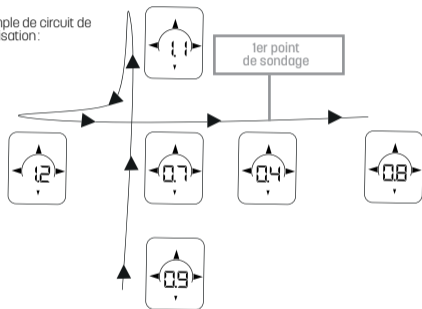 mple de circuit de
isation:
1.1
1er point
de sondage
1.2
0.7
0.4
0.8
0.9